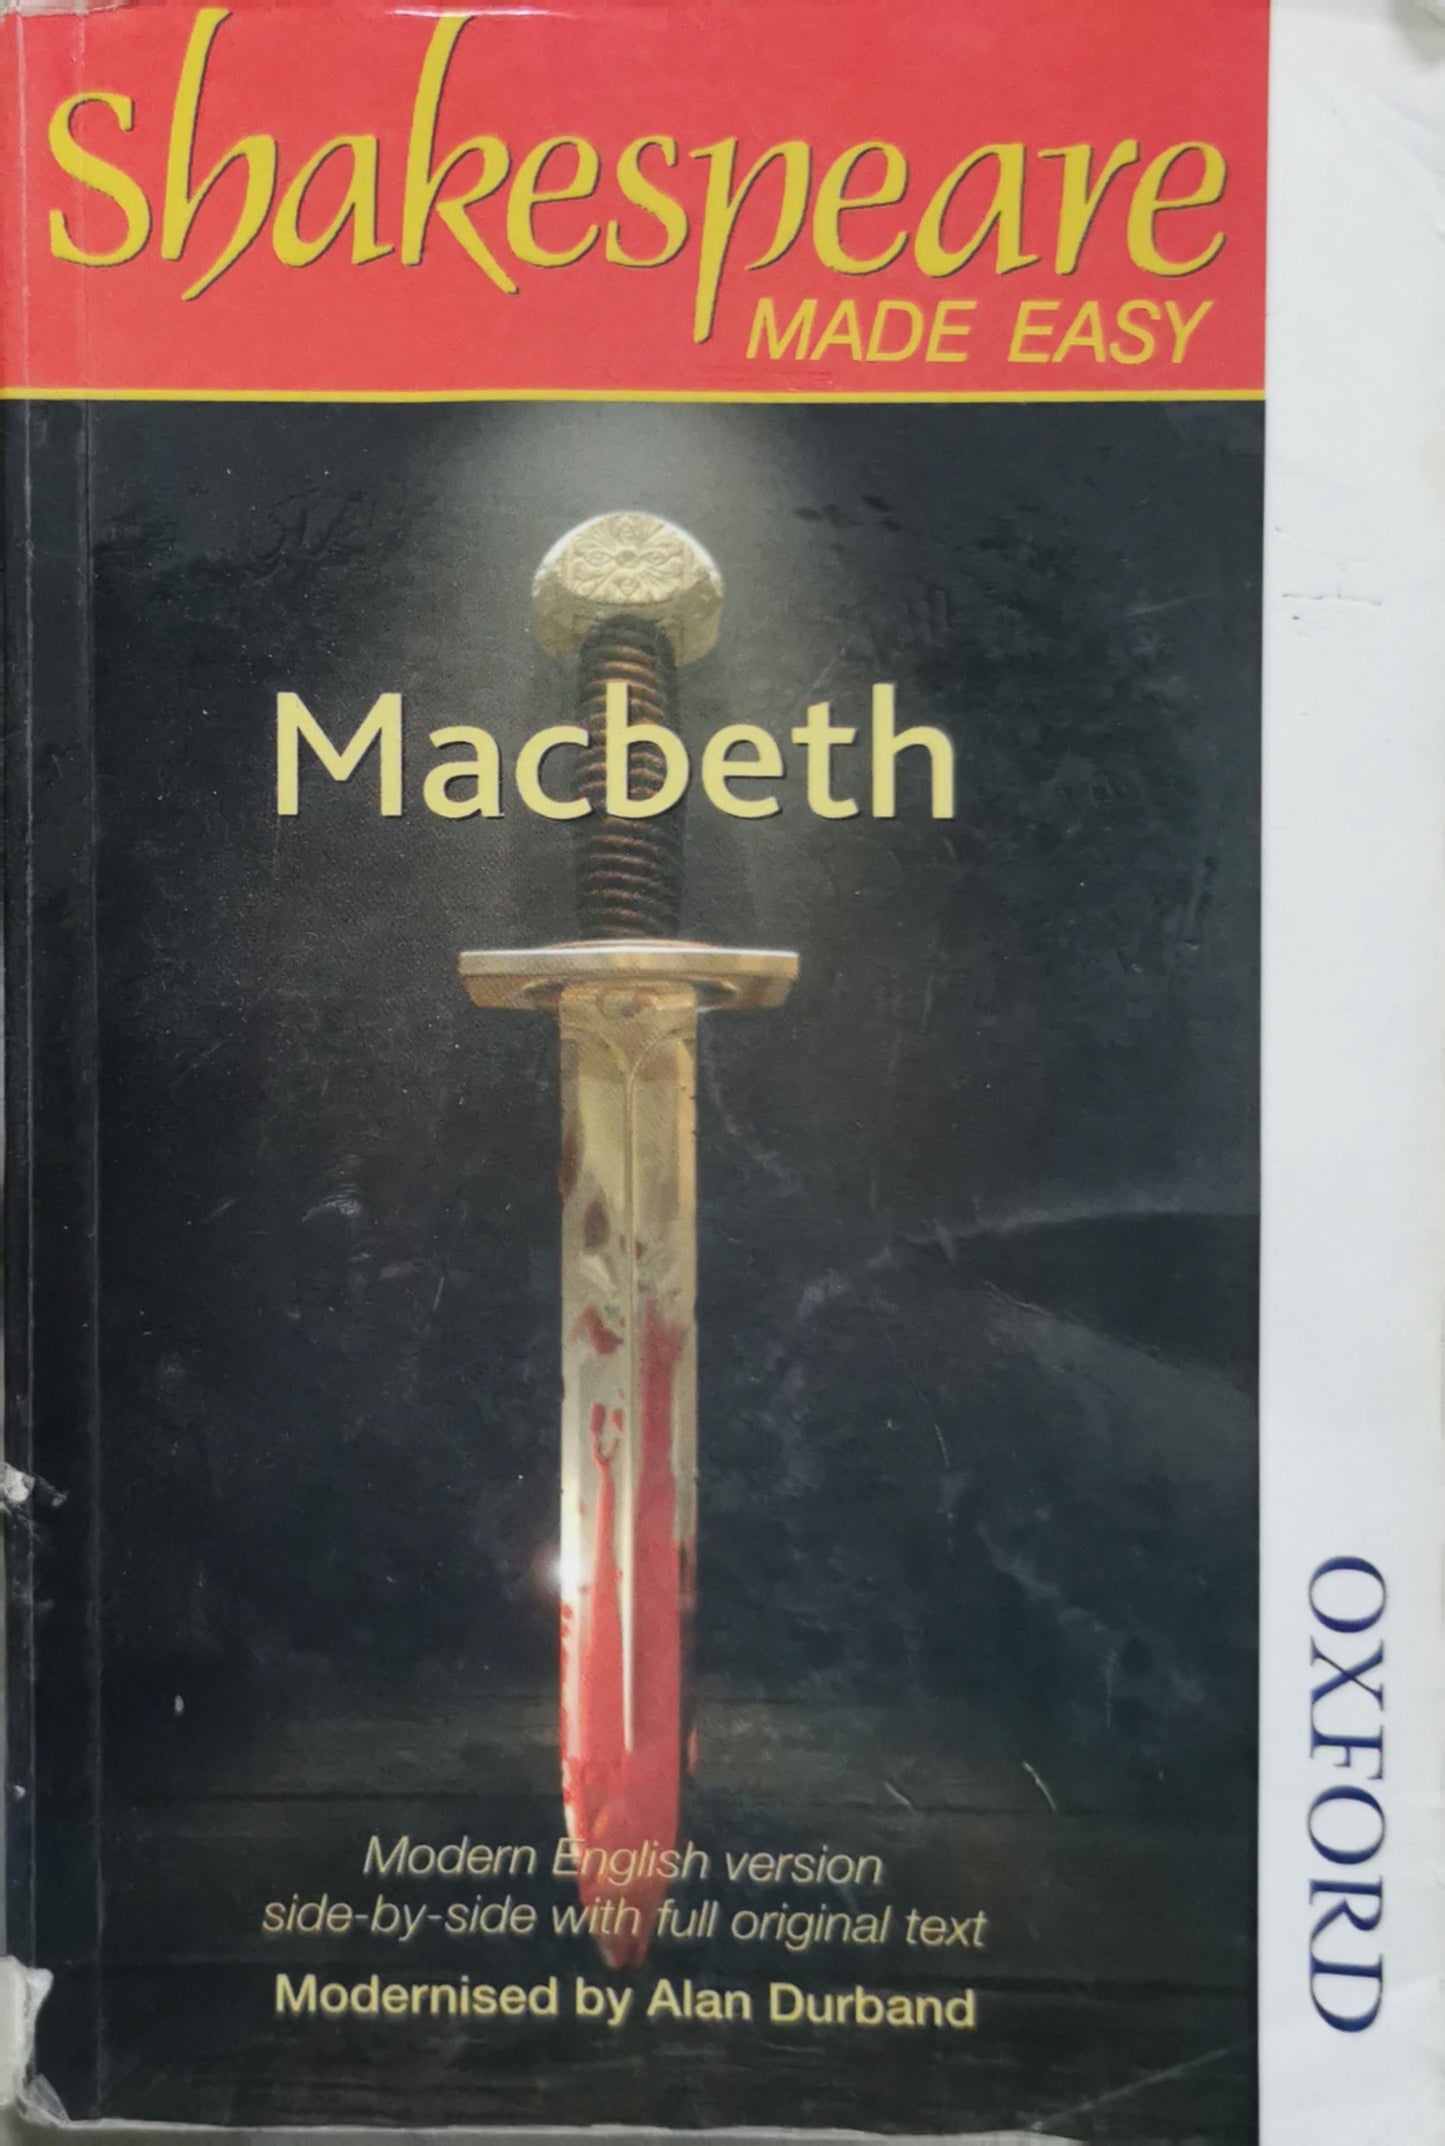 Shakespeare
MADE EASY
Macbeth
Modern English version
side-by-side with full original text
Modernised by Alan Durband
OXFORD